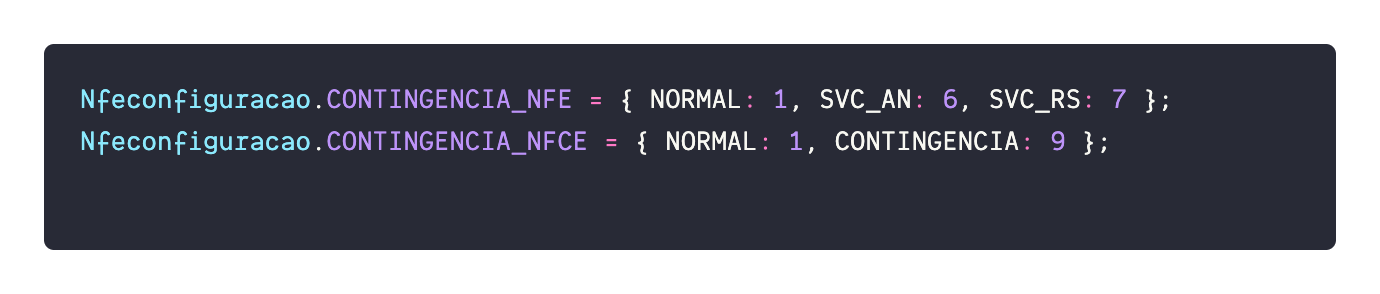 Nfeconfiguracao.CONTINGENCIA_NFE = { NORMAL: 1, SVC_AN: 6, SVC_RS: 7 };
Nfeconfiguracao.CONTINGENCIA_NFCE = { NORMAL: 1, CONTINGENCIA: 9 };